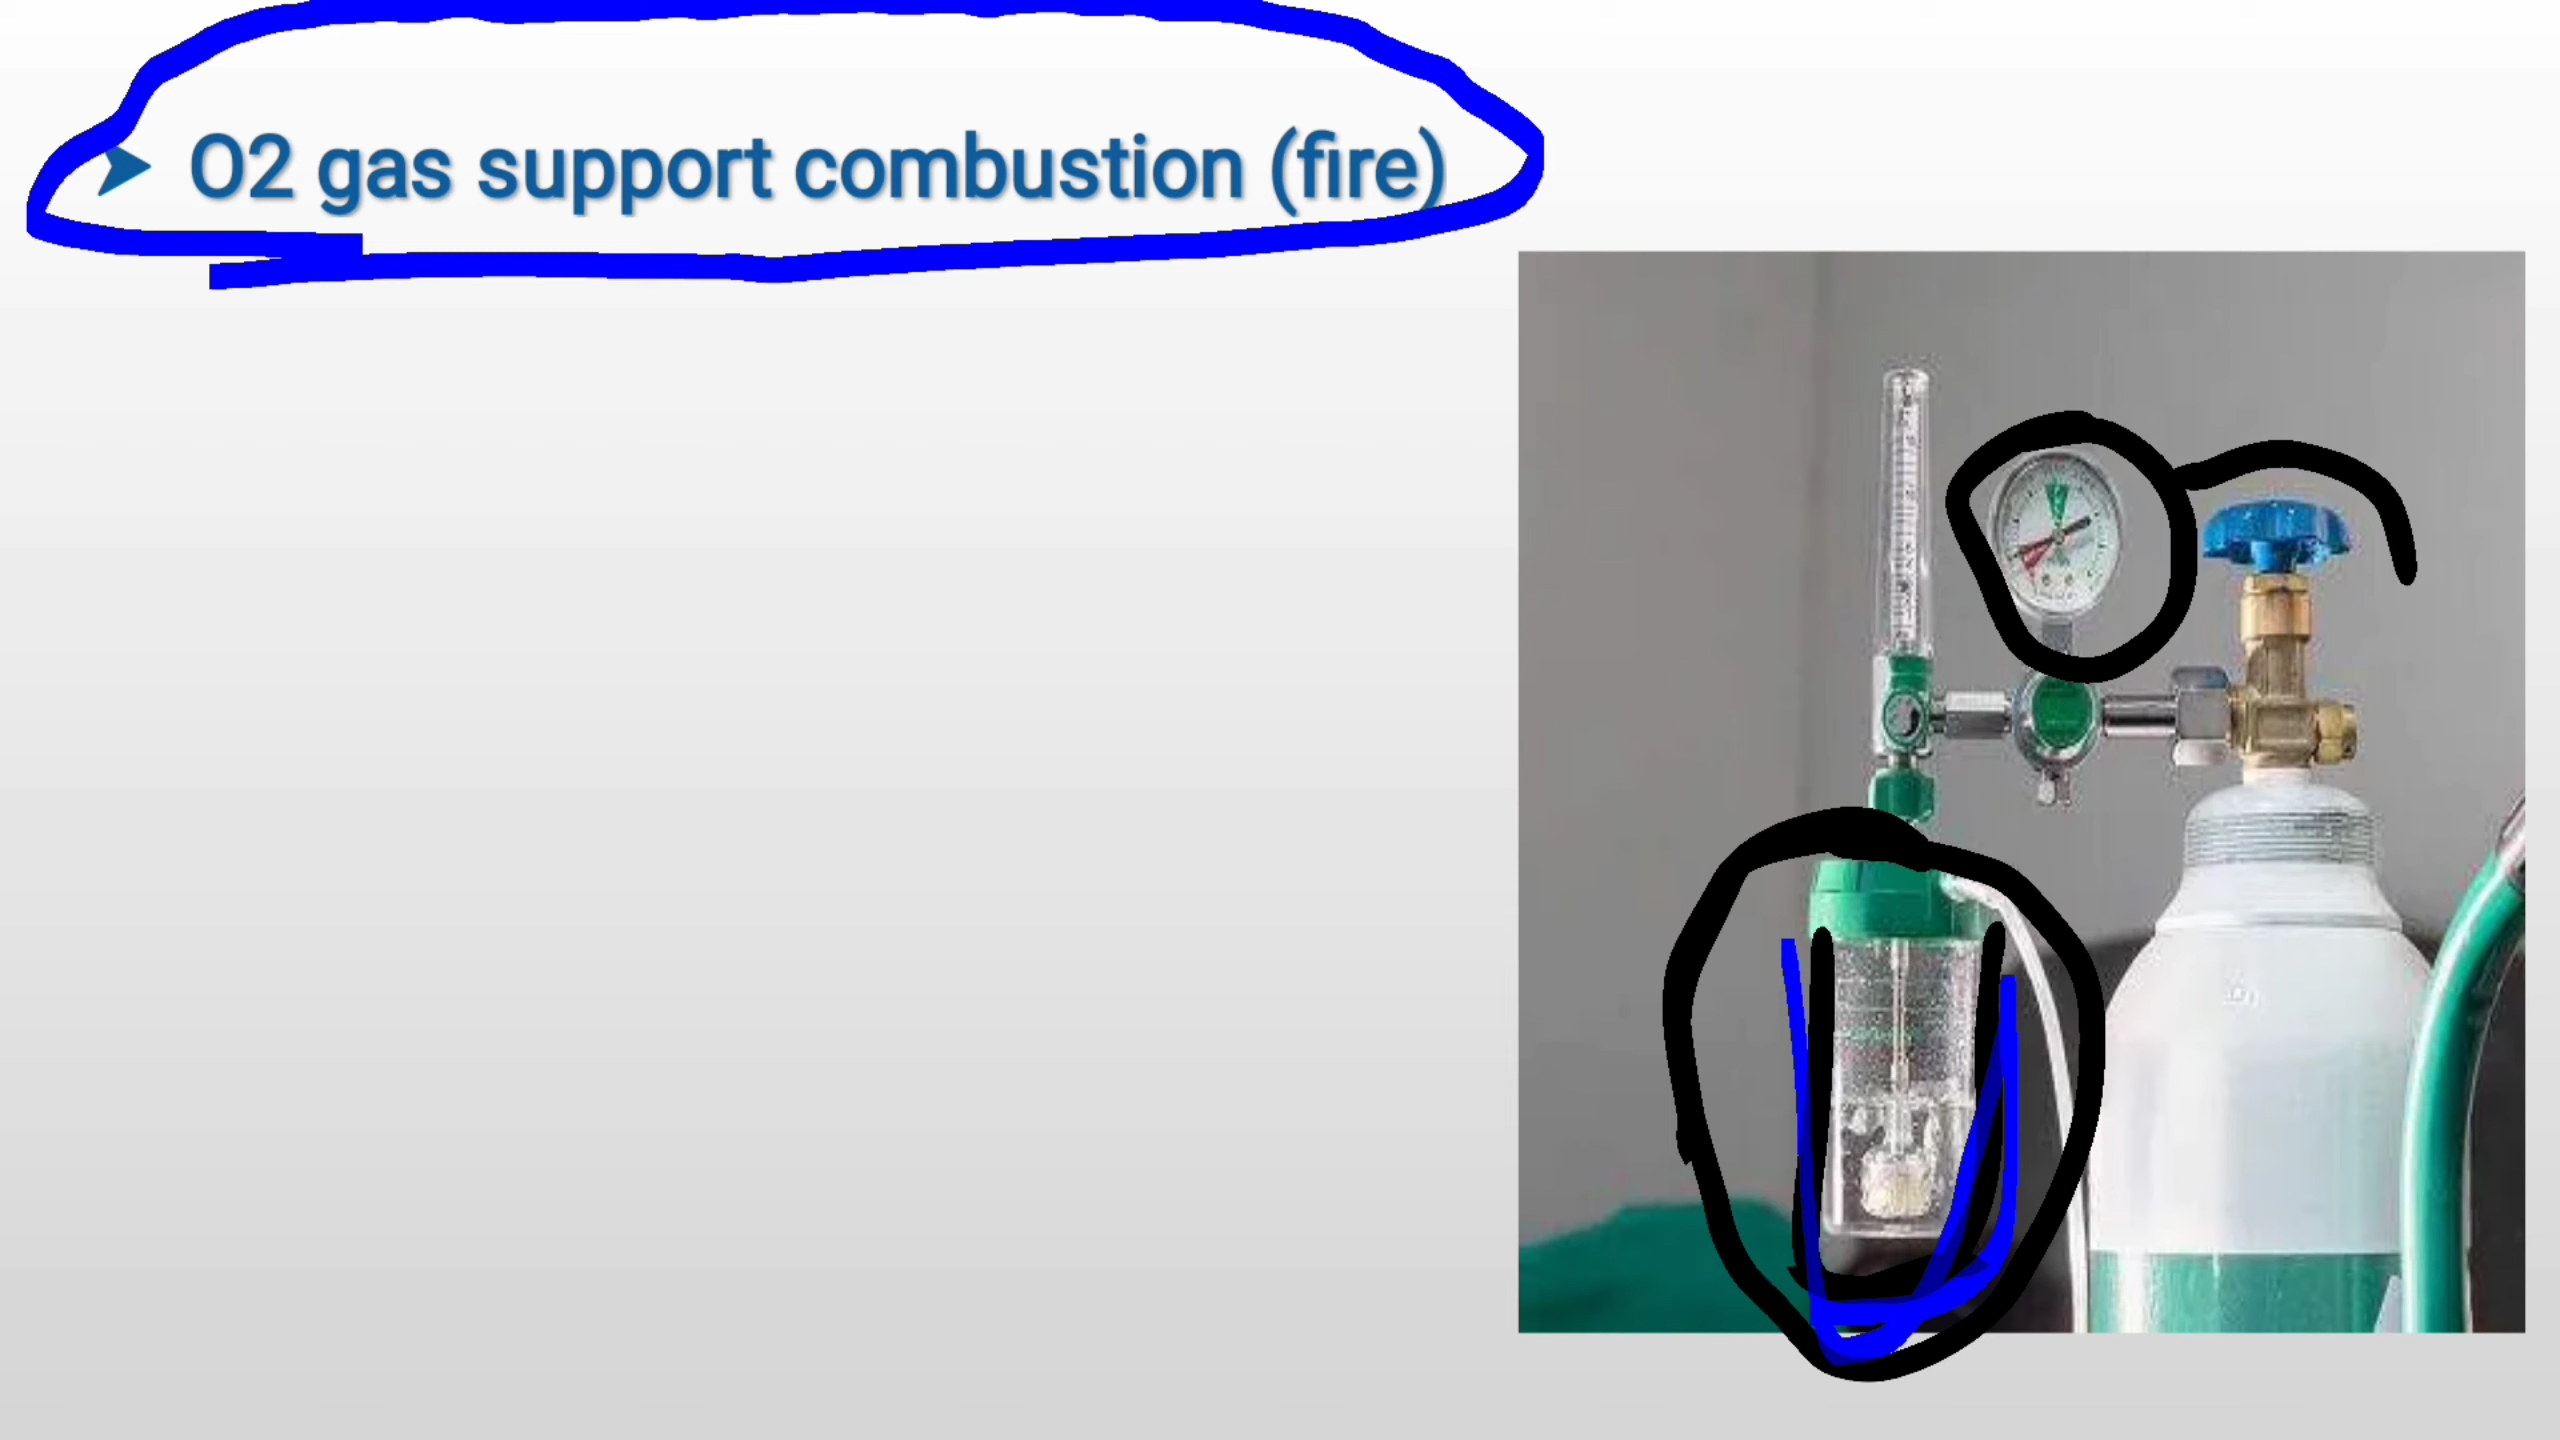 ➤ O2 gas support combustion (fire)